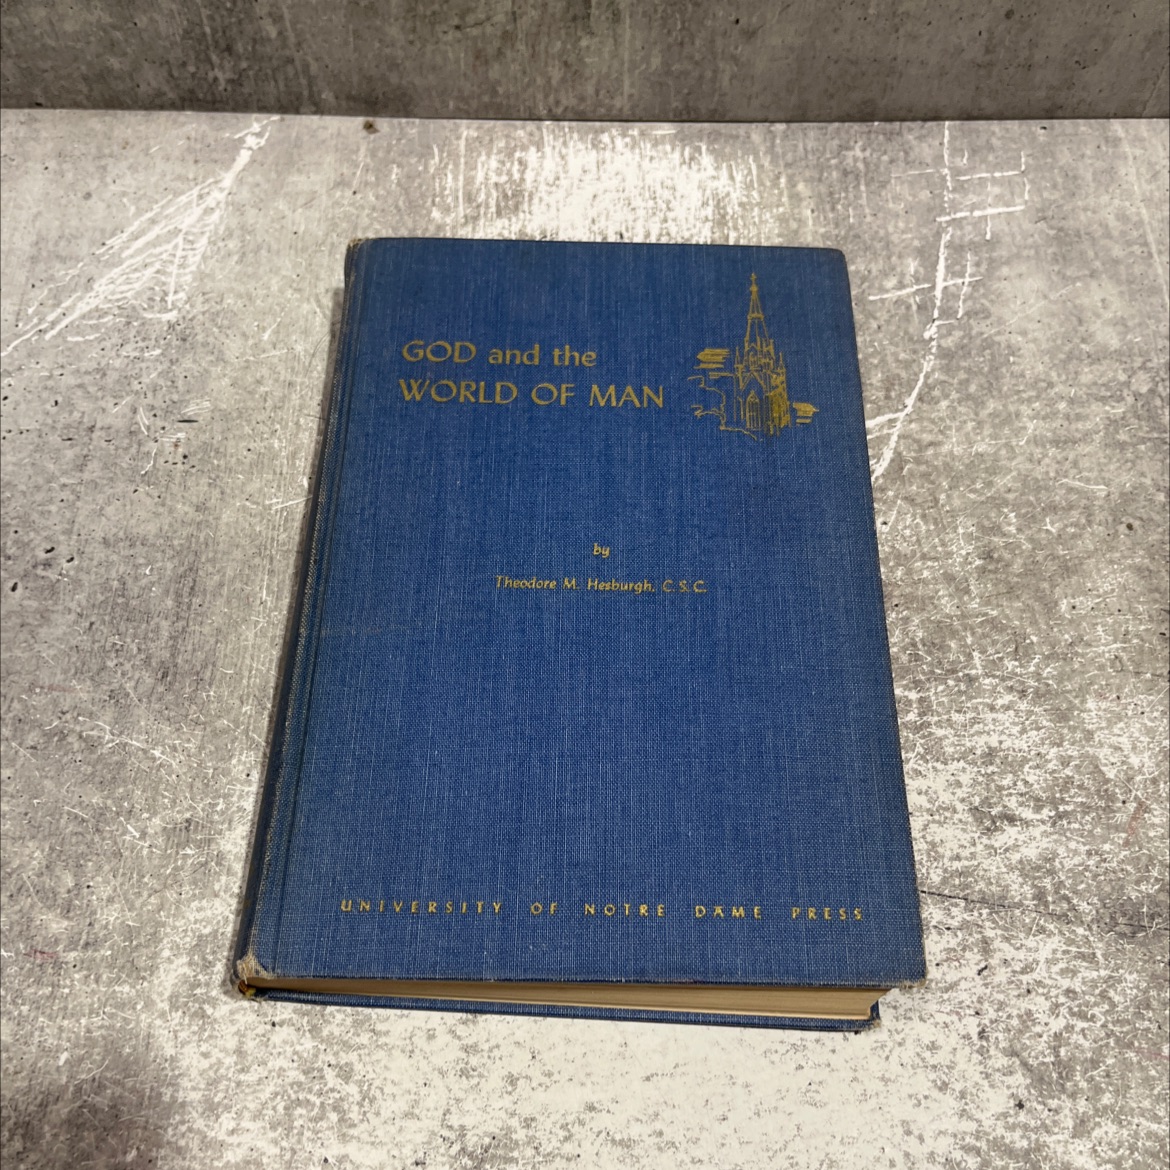 GOD and the
WORLD OF MAN
by
Theodore M. Hesburgh, C. S. C.
UNIVERSITY OF NOTRE DAME PRESS